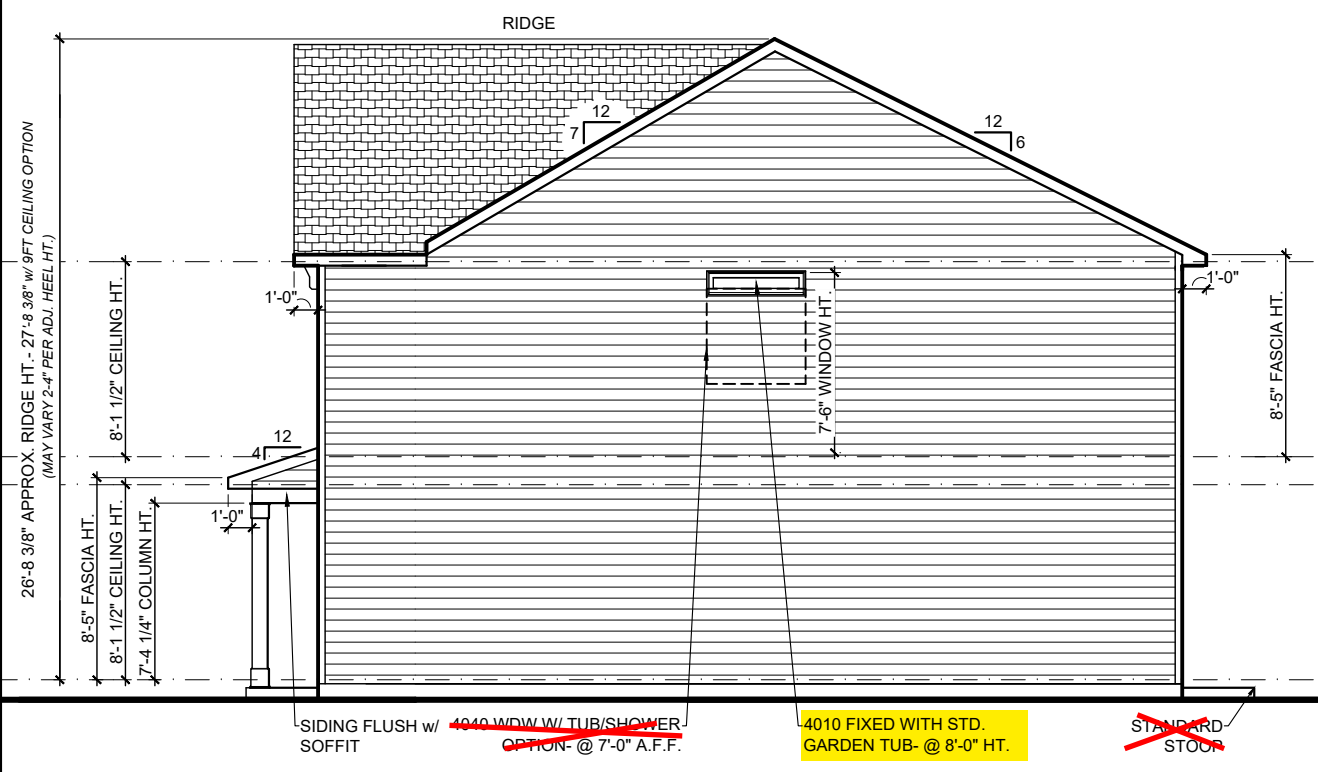 RIDGE
12
7
12
6
26'-8 3/8" APPROX. RIDGE HT.- 27'-8 3/8" w/ 9FT CEILING OPTION
(MAY VARY 2-4" PER ADJ. HEEL HT.)
8'-1 1/2" CEILING HT.
1'-0"
7'-6" WINDOW HT.
1'-0"
8'-5" FASCIA HT.
12
4
1'-0"
8'-5" FASCIA HT.
8'-1 1/2" CEILING HT.
7'-4 1/4" COLUMN HT.
SIDING FLUSH w/
SOFFIT
4040 WDW W/ TUB/SHOWER
OPTION- @ 7'-0" A.F.F.
4010 FIXED WITH STD.
GARDEN TUB- @ 8'-0" HT.
STANDARD
STOOP